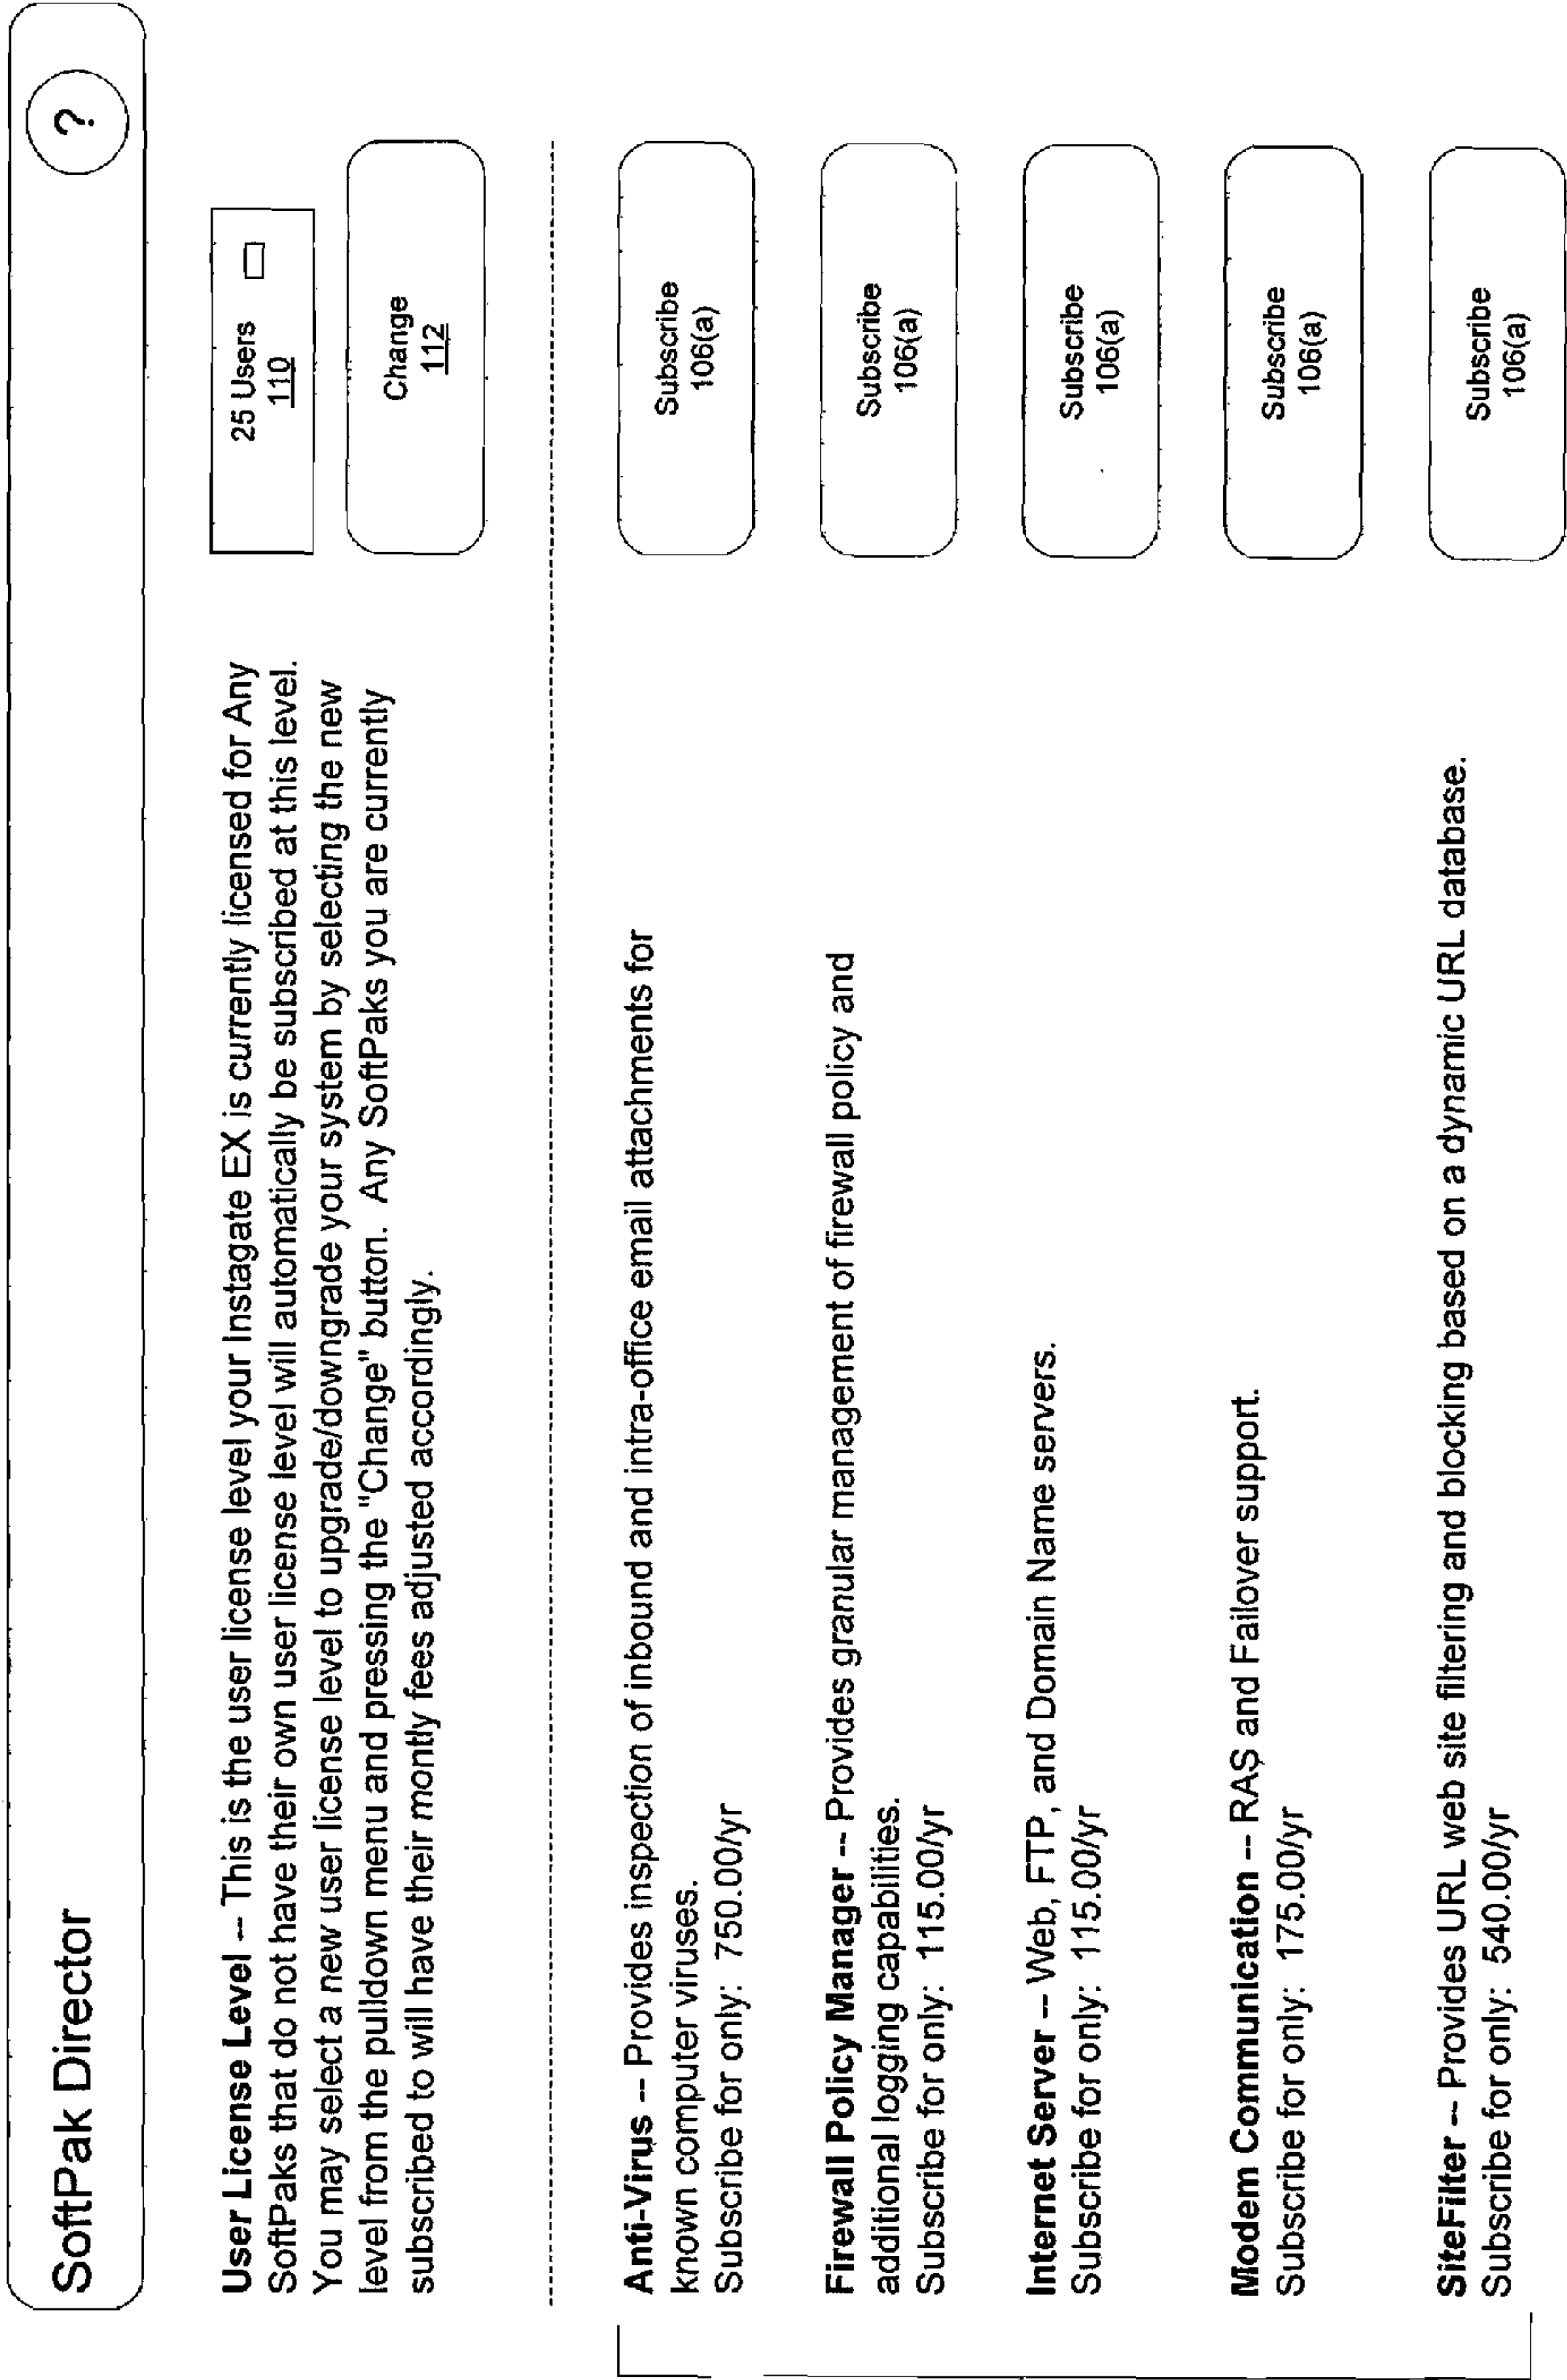 SoftPak Director
?
User License Level -- This is the user license level your Instagate EX is currently licensed for Any
SoftPaks that do not have their own user license level will automatically be subscribed at this level.
You may select a new user license level to upgrade/downgrade your system by selecting the new
level from the pulldown menu and pressing the "Change" button. Any SoftPaks you are currently
subscribed to will have their montly fees adjusted accordingly.
25 Users
110
Change
112
Anti-Virus -- Provides inspection of inbound and intra-office email attachments for
known computer viruses.
Subscribe for only: 750.00/yr
Subscribe
106(a)
Firewall Policy Manager -- Provides granular management of firewall policy and
additional logging capabilities.
Subscribe for only: 115.00/yr
Subscribe
106(a)
Internet Server -- Web, FTP, and Domain Name servers.
Subscribe for only: 115.00/yr
Subscribe
106(a)
Modem Communication -- RAS and Failover support.
Subscribe for only: 175.00/yr
Subscribe
106(a)
SiteFilter -- Provides URL web site filtering and blocking based on a dynamic URL database.
Subscribe for only: 540.00/yr
Subscribe
106(a)